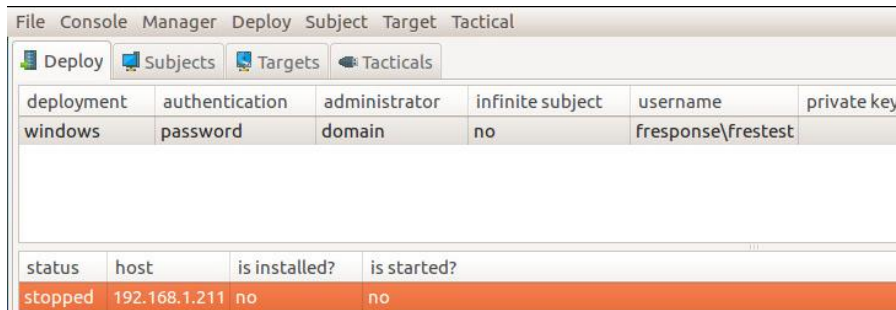 File Console Manager Deploy Subject Target Tactical
Deploy Subjects Targets Tacticals
deployment authentication administrator infinite subject username private key
windows password domain no fresponse\frestest
status host is installed? is started?
stopped 192.168.1.211 no no